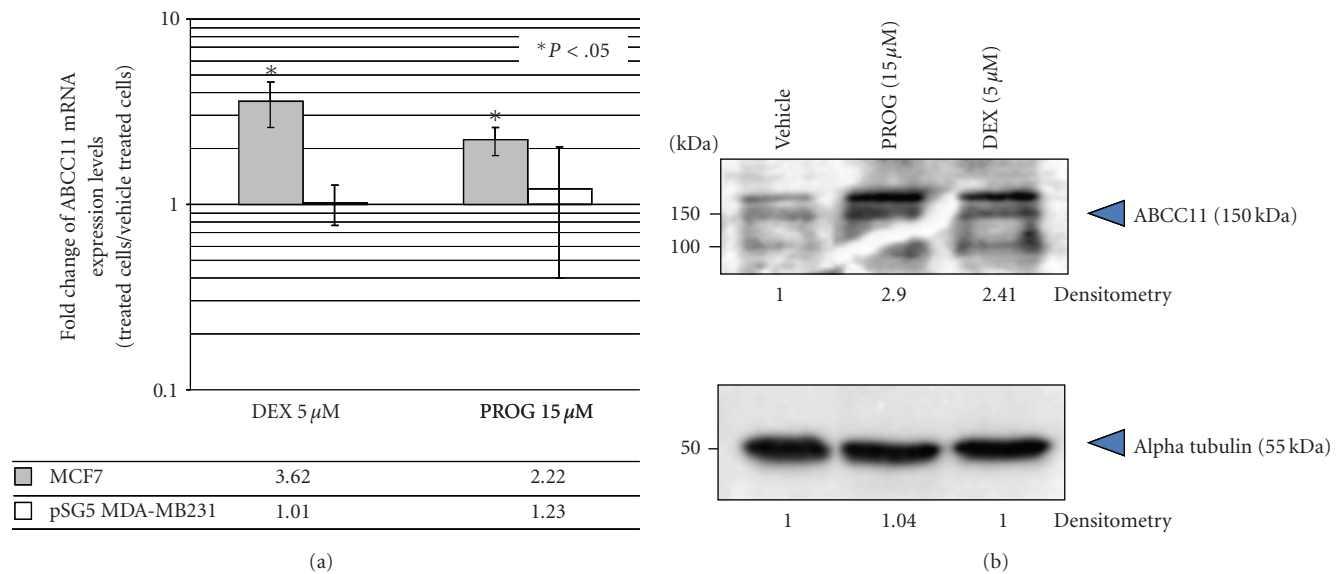 10
1
0.1
Fold change of ABCC11 mRNA
expression levels
(treated cells/vehicle treated cells)
*P < .05
*
*
DEX 5 μM
PROG 15 μM
MCF7 3.62 2.22
pSG5 MDA-MB231 1.01 1.23
(a)
(kDa)
Vehicle
PROG (15 μM)
DEX (5 μM)
150
100
ABCC11 (150 kDa)
1 2.9 2.41 Densitometry
50
Alpha tubulin (55 kDa)
1 1.04 1 Densitometry
(b)